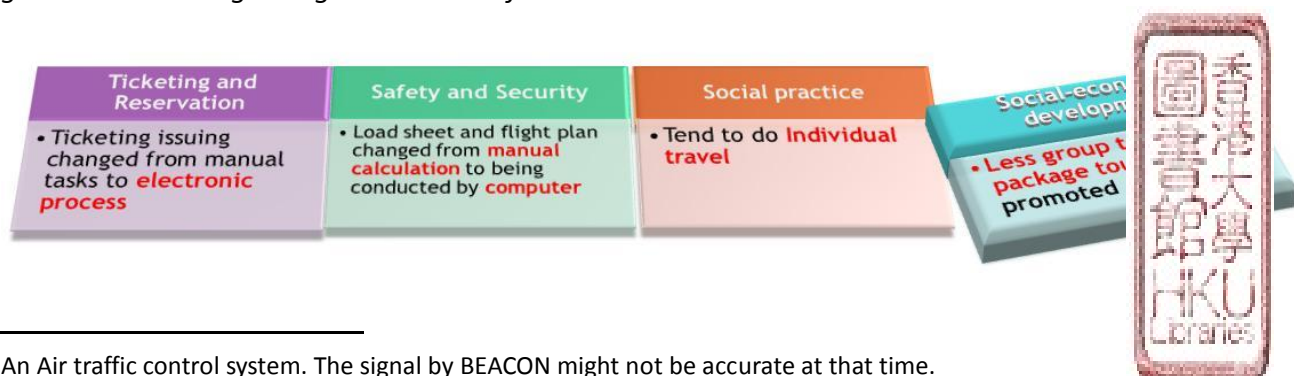 Ticketing and
Reservation
• Ticketing issuing
changed from manual
tasks to electronic
process
Safety and Security
• Load sheet and flight plan
changed from manual
calculation to being
conducted by computer
Social practice
• Tend to do Individual
travel
• Less group
package
promoted
圖書館
香港大學
HKU
Libraries
An Air traffic control system. The signal by BEACON might not be accurate at that time.